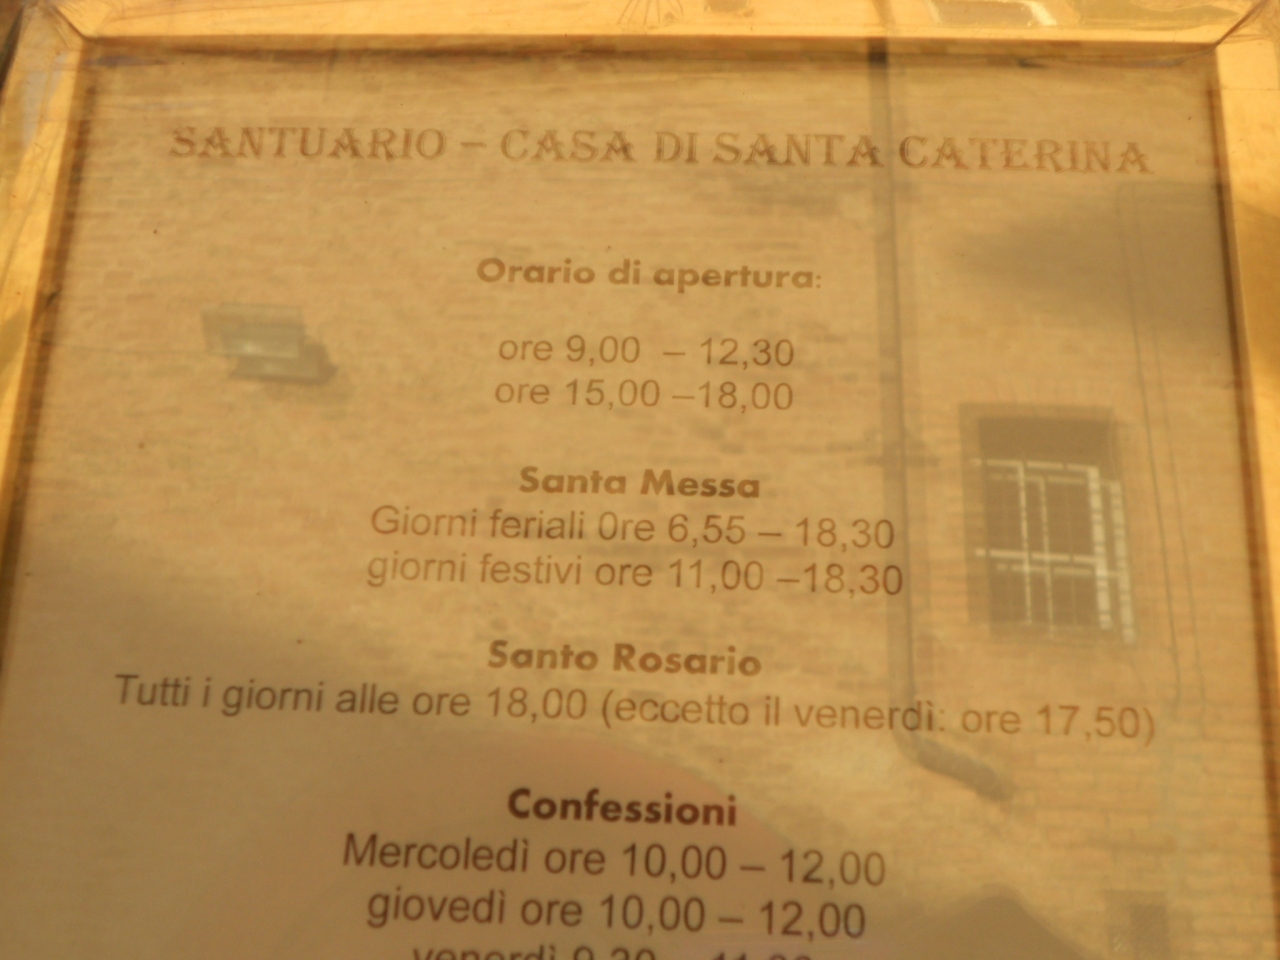 SANTUARIO – CASA DI SANTA CATERINA
Orario di apertura:
ore 9,00 – 12,30
ore 15,00 –18,00
Santa Messa
Giorni feriali 0re 6,55 – 18,30
giorni festivi ore 11,00 –18,30
Santo Rosario
Tutti i giorni alle ore 18,00 (eccetto il venerdì: ore 17,50)
Confessioni
Mercoledì ore 10,00 – 12,00
giovedì ore 10,00 – 12,00
venerdì